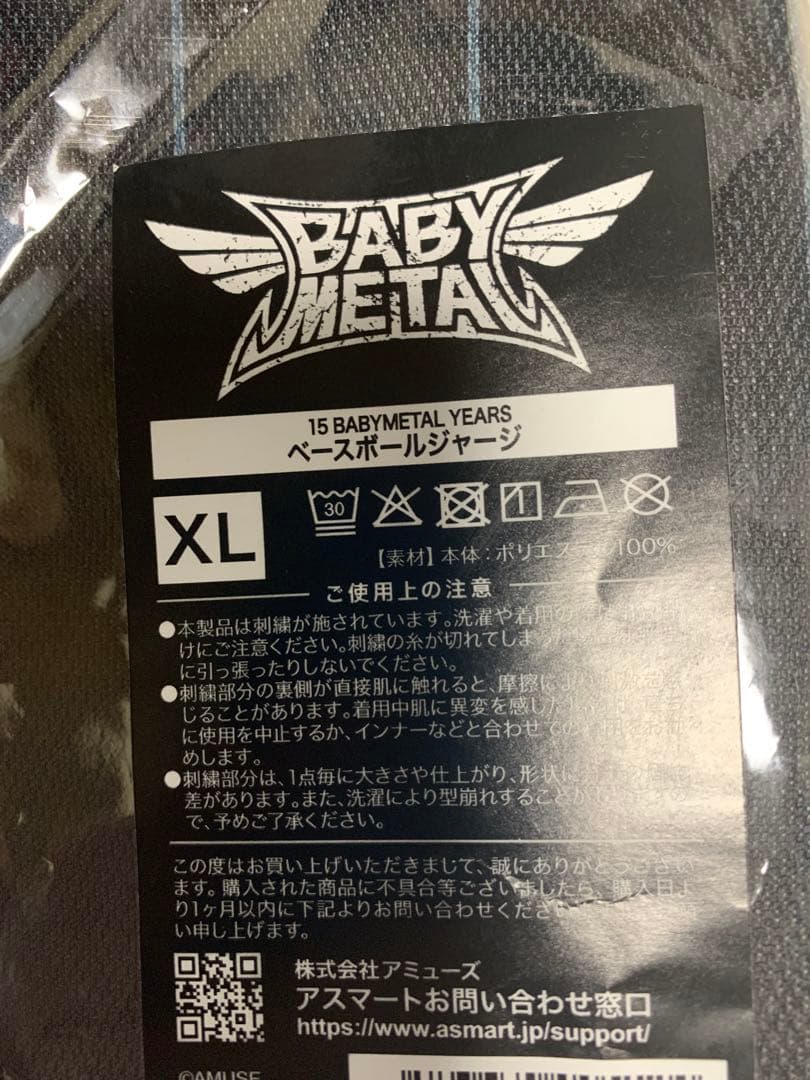 BABY
METAL
15 BABYMETAL YEARS
ベースボールジャージ
XL
30
【素材】本体:ポリエステル100%
ご使用上の注意
●本製品は刺繍が施されています。洗濯や着用の
けにご注意ください。刺繍の糸が切れてしま
に引っ張ったりしないでください。
●刺繍部分の裏側が直接肌に触れると、摩擦によ
じることがあります。着用中肌に異変を感じた
に使用を中止するか、インナーなどと合わせての
めします。
●刺繍部分は、1点毎に大きさや仕上がり、形状に
差があります。また、洗濯により型崩れすること
で、予めご了承ください。
この度はお買い上げいただきまして、誠にありがとうござい
ます。購入された商品に不具合等ございましたら、購入日よ
り1ヶ月以内に下記よりお問い合わせください
い申し上げます。
株式会社アミューズ
アスマートお問い合わせ窓口
https://www.asmart.jp/support/
©AMUSE